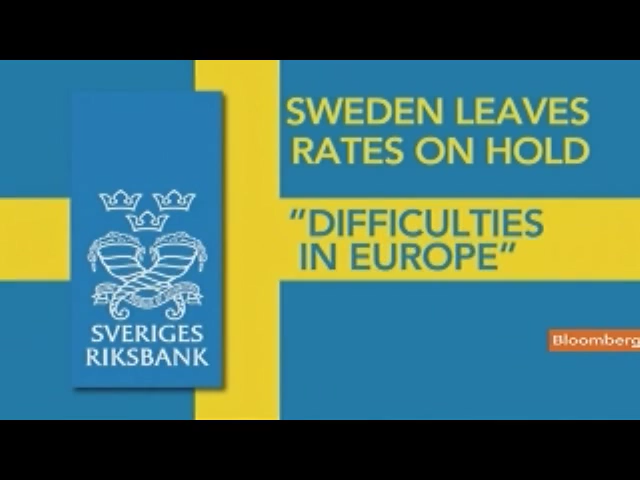 SWEDEN LEAVES
RATES ON HOLD
"DIFFICULTIES
IN EUROPE"
SVERIGES
RIKSBANK
Bloomberg